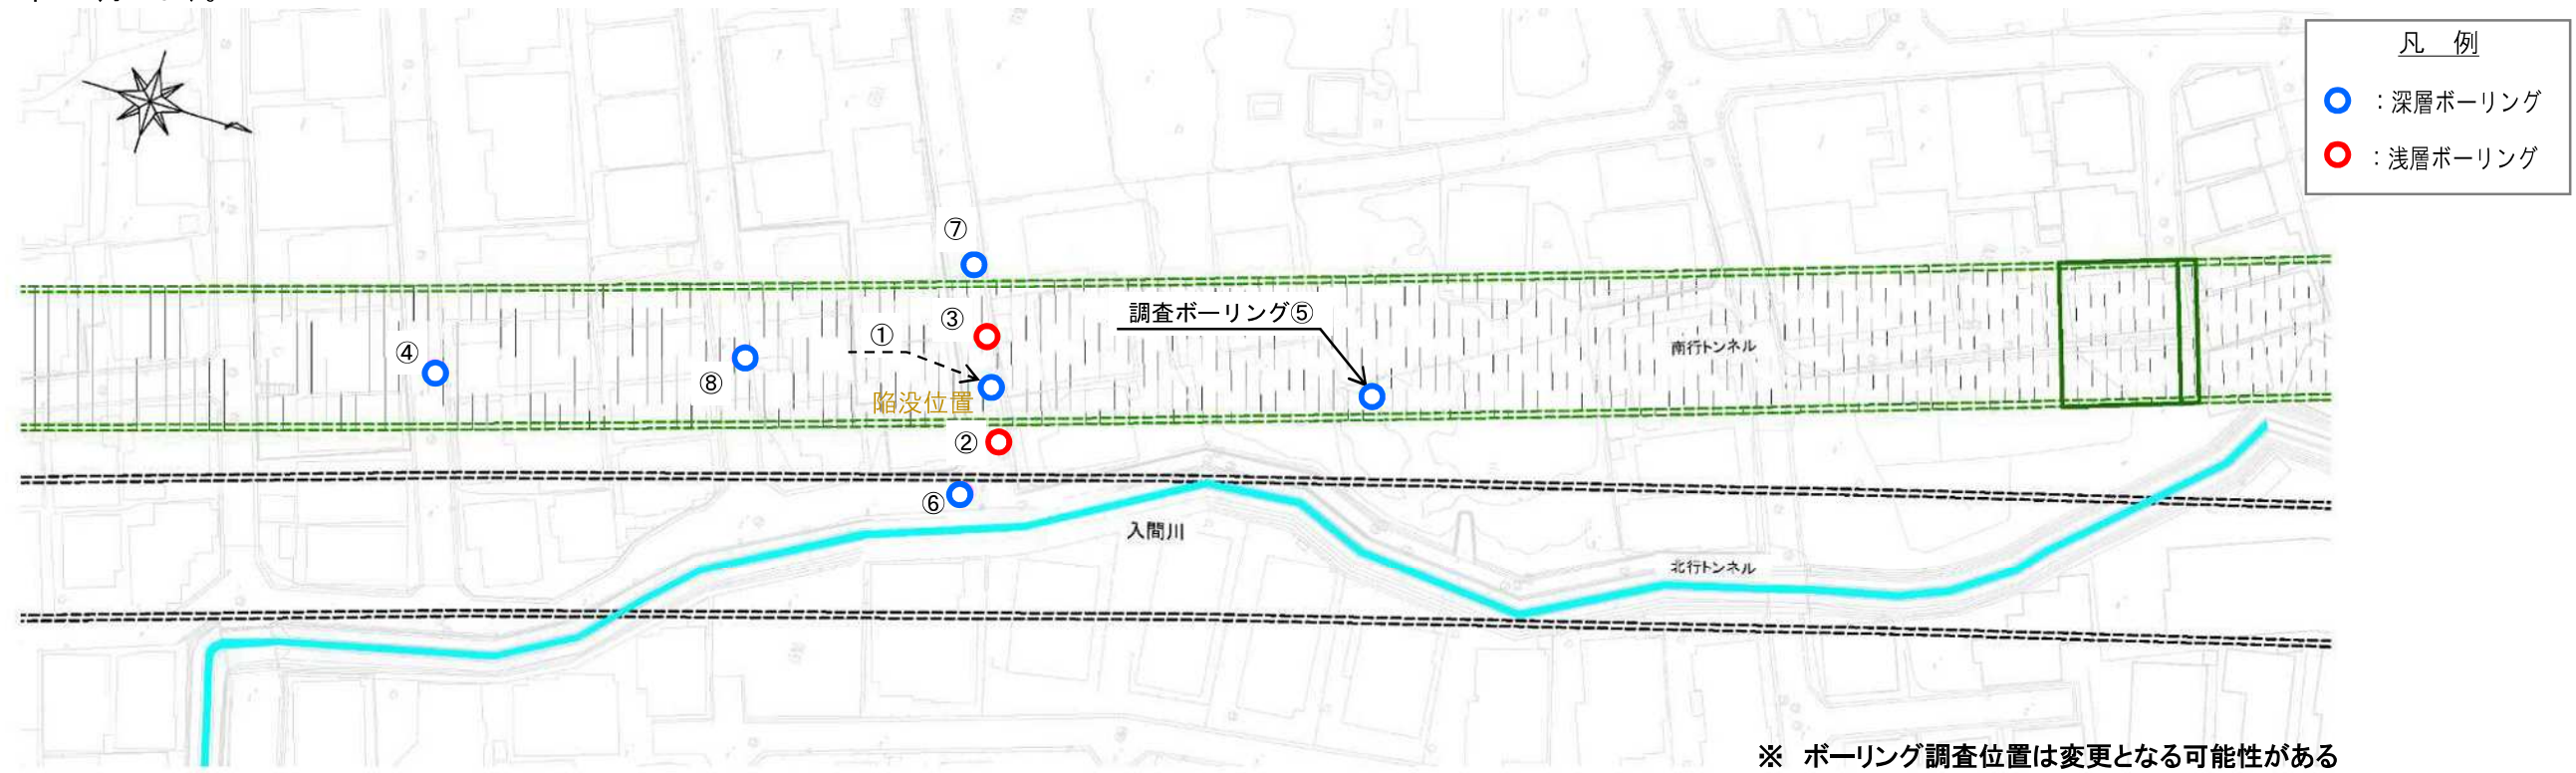 凡 例
：深層ボーリング
：浅層ボーリング
⑦
調査ボーリング⑤
③
①
④
⑧
南行トンネル
陥没位置
②
⑥
入間川
北行トンネル
※ ボーリング調査位置は変更となる可能性がある